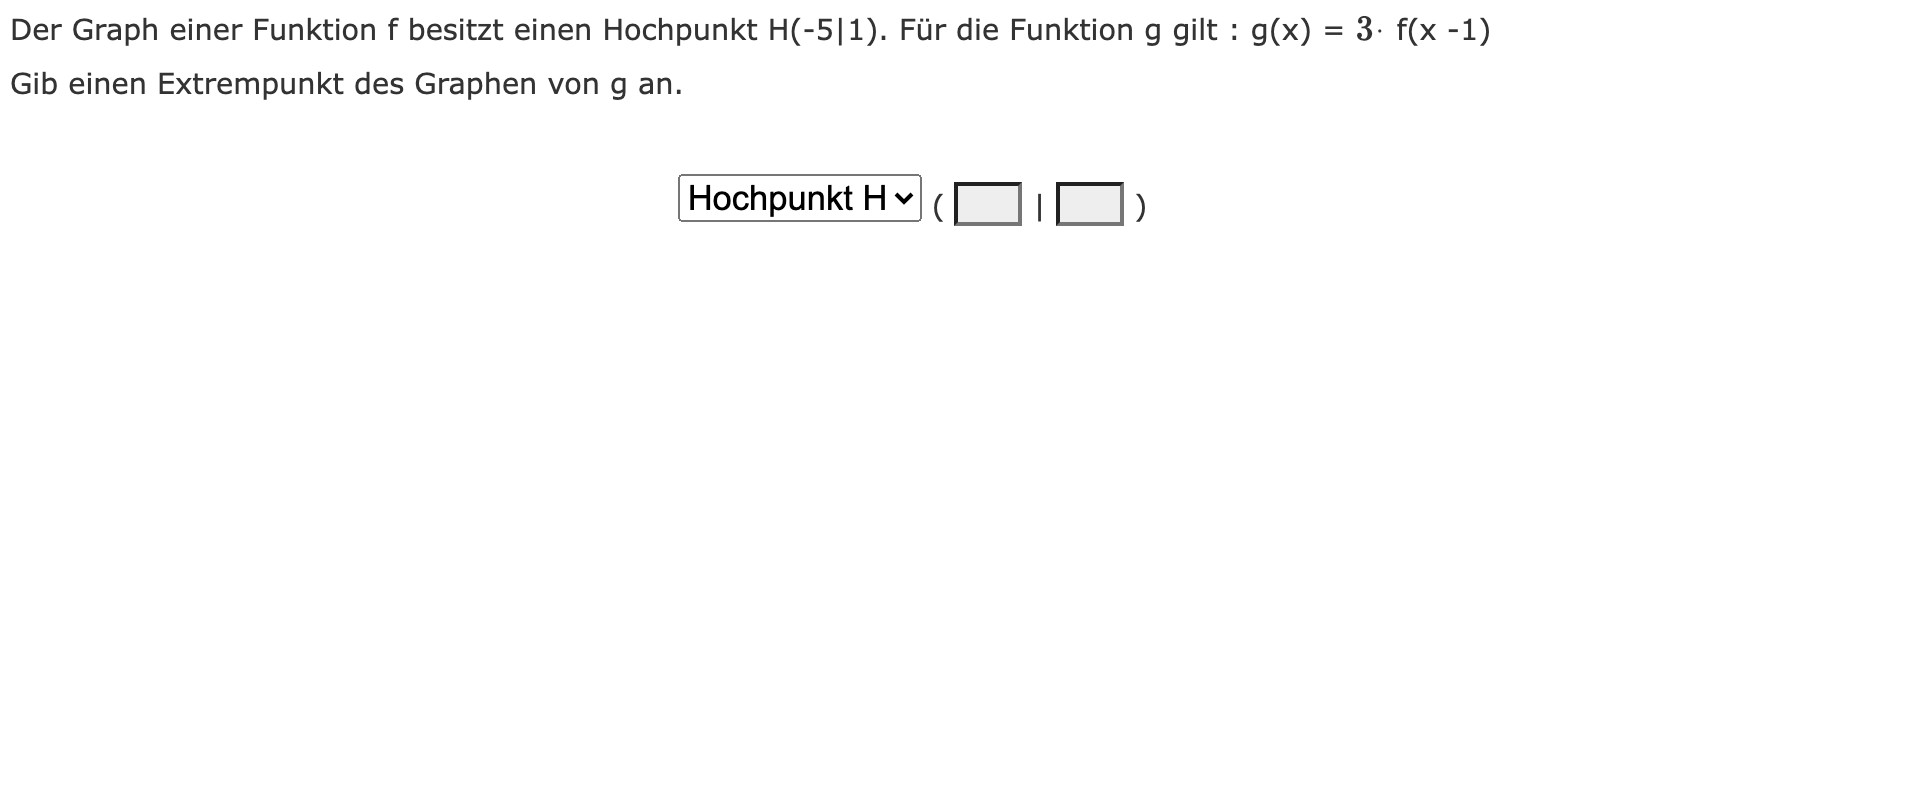 Der Graph einer Funktion f besitzt einen Hochpunkt H(-5|1). Für die Funktion g gilt : g(x) = 3· f(x -1)
Gib einen Extrempunkt des Graphen von g an.
Hochpunkt H ( | )